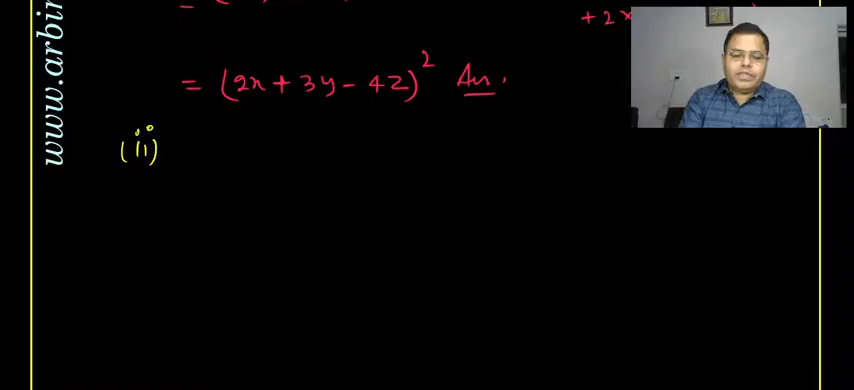 + 2x
= (2x + 3y - 4z)² Ans.
(ii)
www.arbin